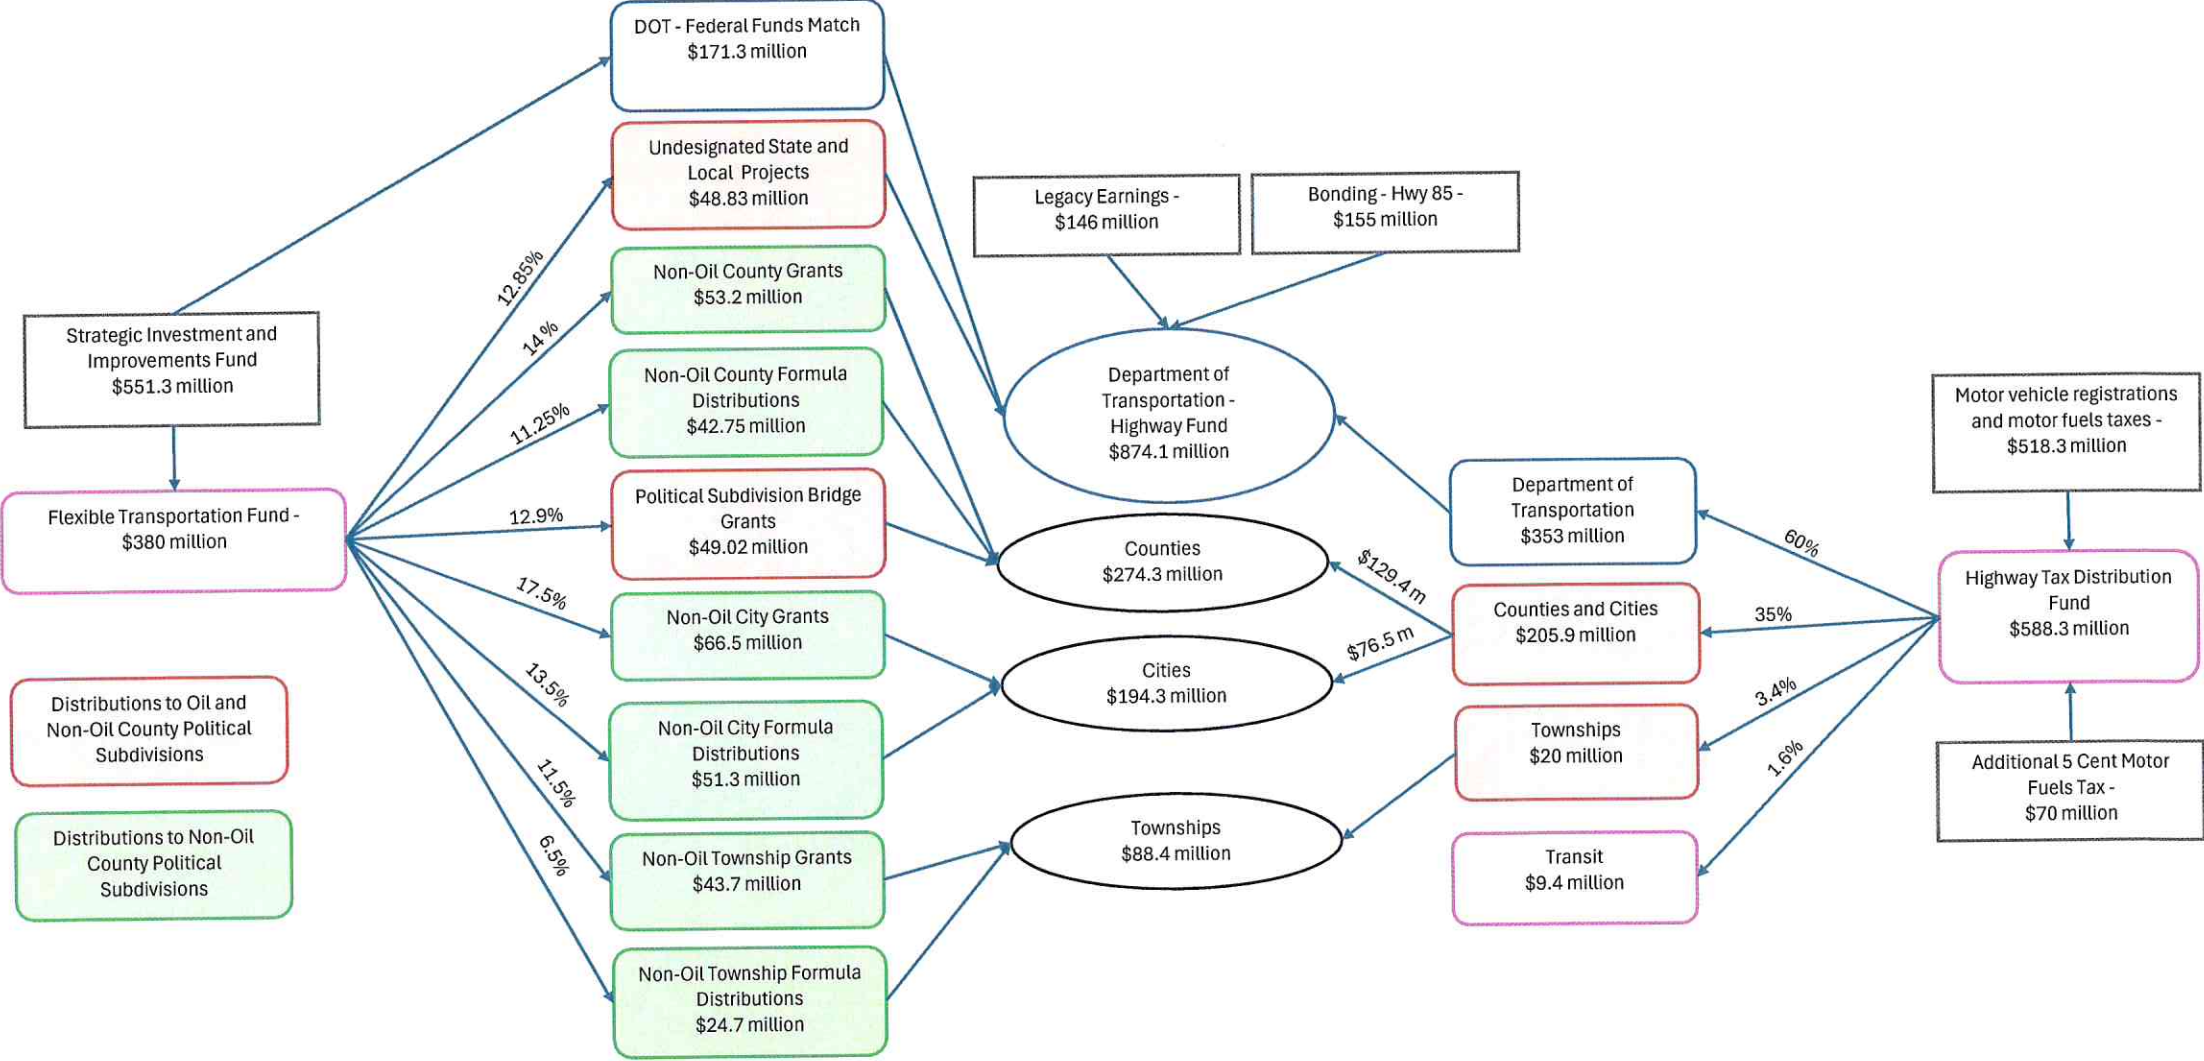 DOT - Federal Funds Match
$171.3 million
Undesignated State and
Local Projects
$48.83 million
Non-Oil County Grants
$53.2 million
Non-Oil County Formula
Distributions
$42.75 million
Political Subdivision Bridge
Grants
$49.02 million
Non-Oil City Grants
$66.5 million
Non-Oil City Formula
Distributions
$51.3 million
Non-Oil Township Grants
$43.7 million
Non-Oil Township Formula
Distributions
$24.7 million
Strategic Investment and
Improvements Fund
$551.3 million
Flexible Transportation Fund -
$380 million
12.85%
14%
11.25%
12.9%
17.5%
13.5%
11.5%
6.5%
Distributions to Oil and
Non-Oil County Political
Subdivisions
Distributions to Non-Oil
County Political
Subdivisions
Legacy Earnings -
$146 million
Bonding - Hwy 85 -
$155 million
Department of
Transportation -
Highway Fund
$874.1 million
Counties
$274.3 million
Cities
$194.3 million
Townships
$88.4 million
$129.4 m
$76.5 m
Department of
Transportation
$353 million
Counties and Cities
$205.9 million
Townships
$20 million
Transit
$9.4 million
60%
35%
3.4%
1.6%
Motor vehicle registrations
and motor fuels taxes -
$518.3 million
Highway Tax Distribution
Fund
$588.3 million
Additional 5 Cent Motor
Fuels Tax -
$70 million